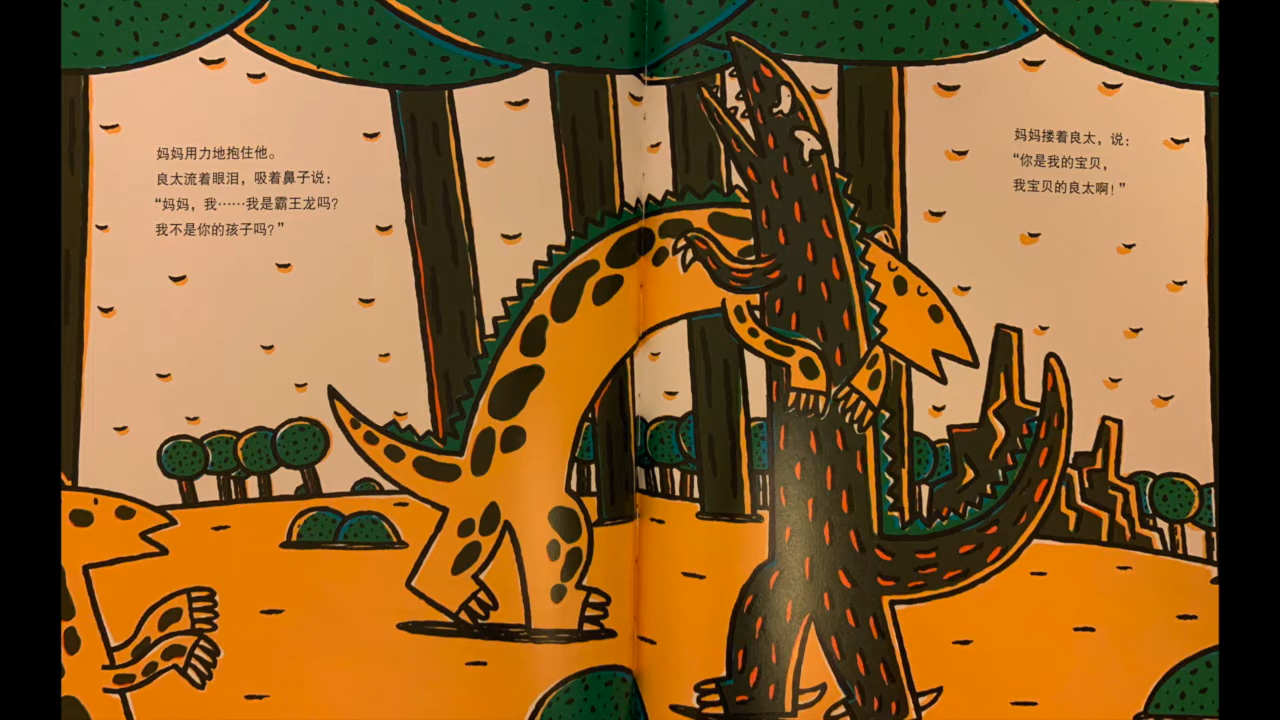 妈妈用力地抱住他。
良太流着眼泪，吸着鼻子说：
“妈妈，我……我是霸王龙吗？
我不是你的孩子吗？”
妈妈搂着良太，说：
“你是我的宝贝，
我宝贝的良太啊！”